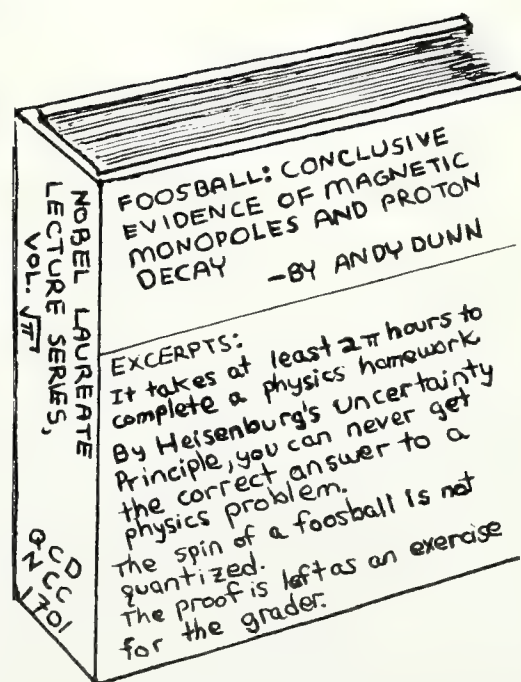 NOBEL LAUREATE
LECTURE SERIES,
VOL. √π
QCD
NCC
1701
FOOSBALL: CONCLUSIVE
EVIDENCE OF MAGNETIC
MONOPOLES AND PROTON
DECAY -BY ANDY DUNN
EXCERPTS:
It takes at least 2π hours to
complete a physics homework
By Heisenburg's Uncertainty
Principle, you can never get
the correct answer to a
physics problem.
The spin of a foosball is not
quantized.
The proof is left as an exercise
for the grader.